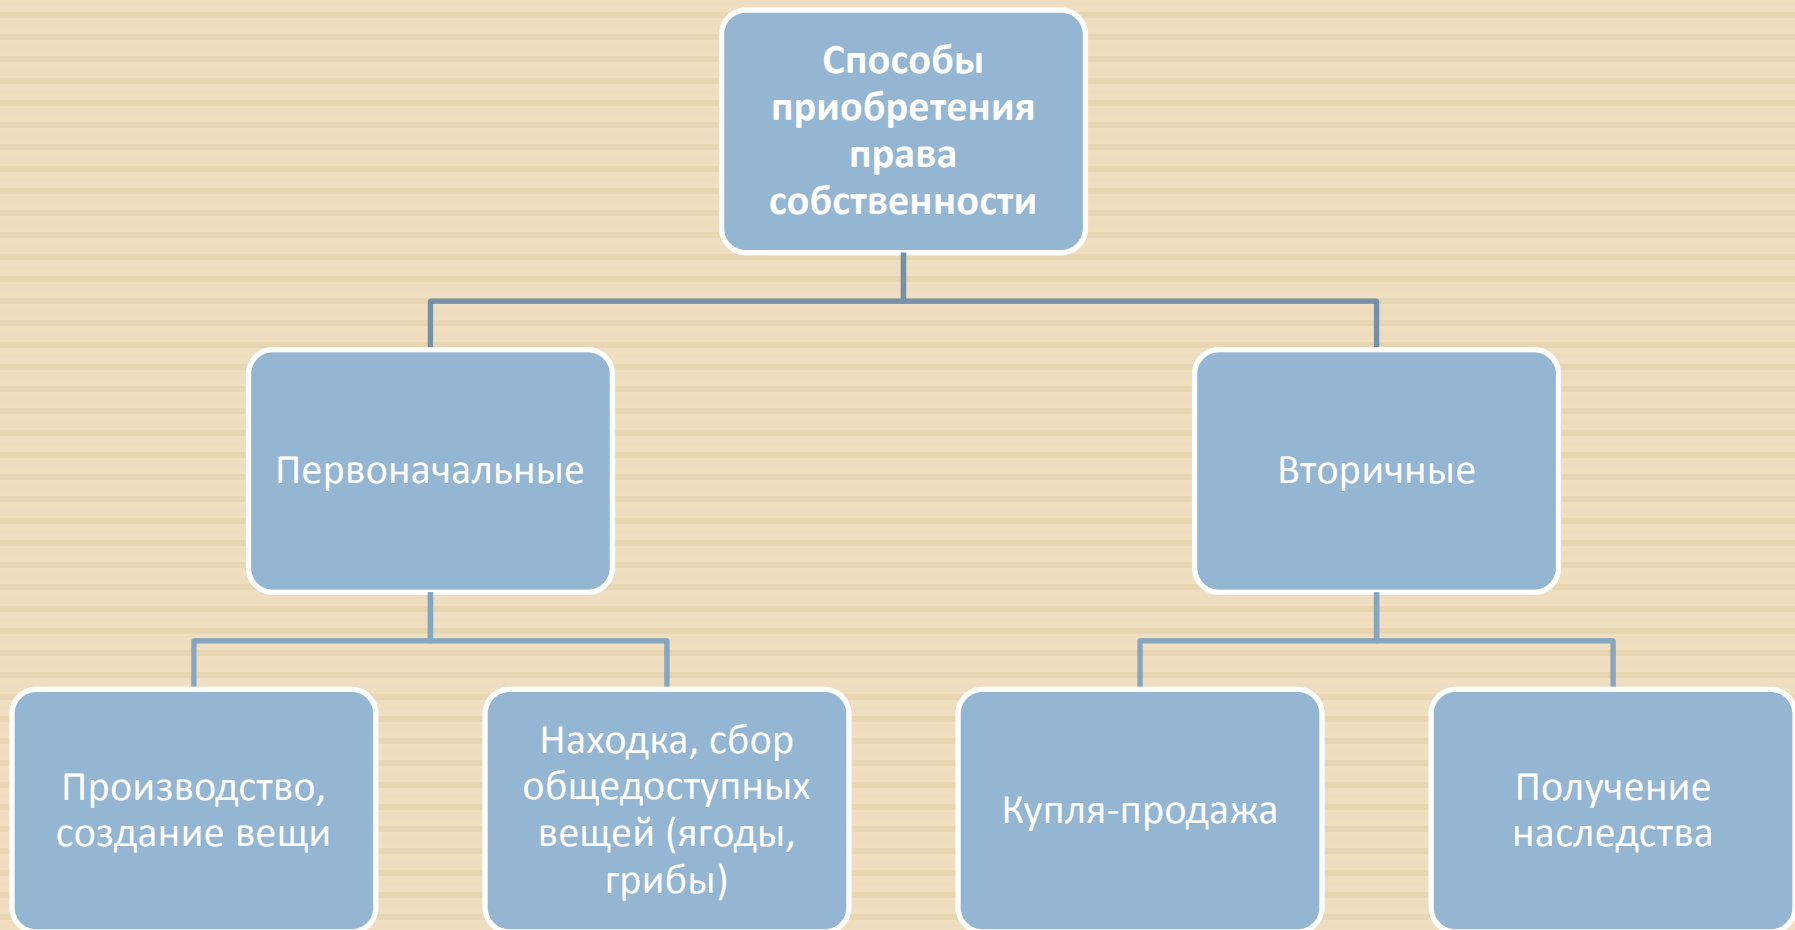 Способы
приобретения
права
собственности
Первоначальные
Вторичные
Производство,
создание вещи
Находка, сбор
общедоступных
вещей (ягоды,
грибы)
Купля-продажа
Получение
наследства